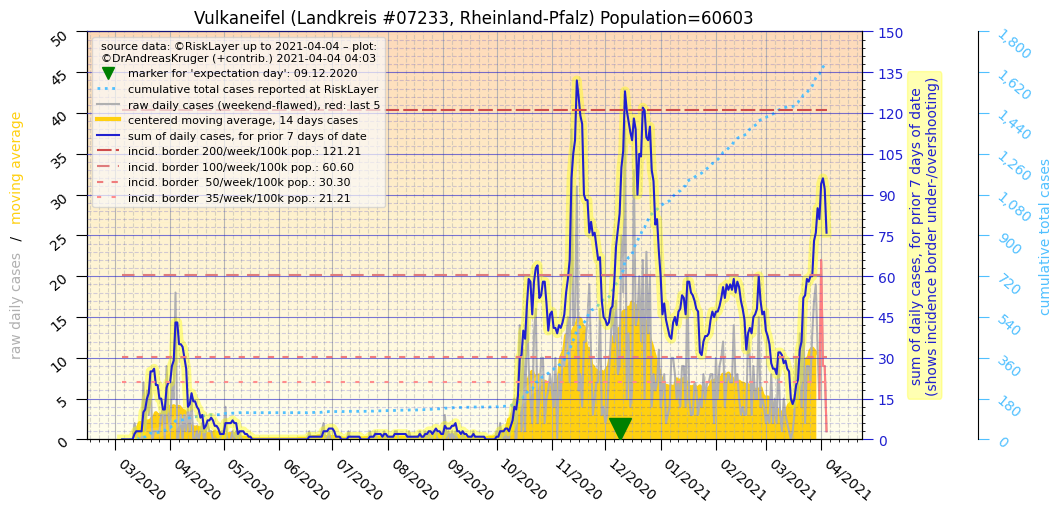 Vulkaneifel (Landkreis #07233, Rheinland-Pfalz) Population=60603
source data: ©RiskLayer up to 2021-04-04 – plot:
©DrAndreasKruger (+contrib.) 2021-04-04 04:03
marker for 'expectation day': 09.12.2020
cumulative total cases reported at RiskLayer
raw daily cases (weekend-flawed), red: last 5
centered moving average, 14 days cases
sum of daily cases, for prior 7 days of date
incid. border 200/week/100k pop.: 121.21
incid. border 100/week/100k pop.: 60.60
incid. border  50/week/100k pop.: 30.30
incid. border  35/week/100k pop.: 21.21
raw daily cases / moving average
50
45
40
35
30
25
20
15
10
5
0
03/2020
04/2020
05/2020
06/2020
07/2020
08/2020
09/2020
10/2020
11/2020
12/2020
01/2021
02/2021
03/2021
04/2021
150
135
120
105
90
75
60
45
30
15
0
sum of daily cases, for prior 7 days of date
(shows incidence border under-/overshooting)
1,800
1,620
1,440
1,260
1,080
900
720
540
360
180
0
cumulative total cases